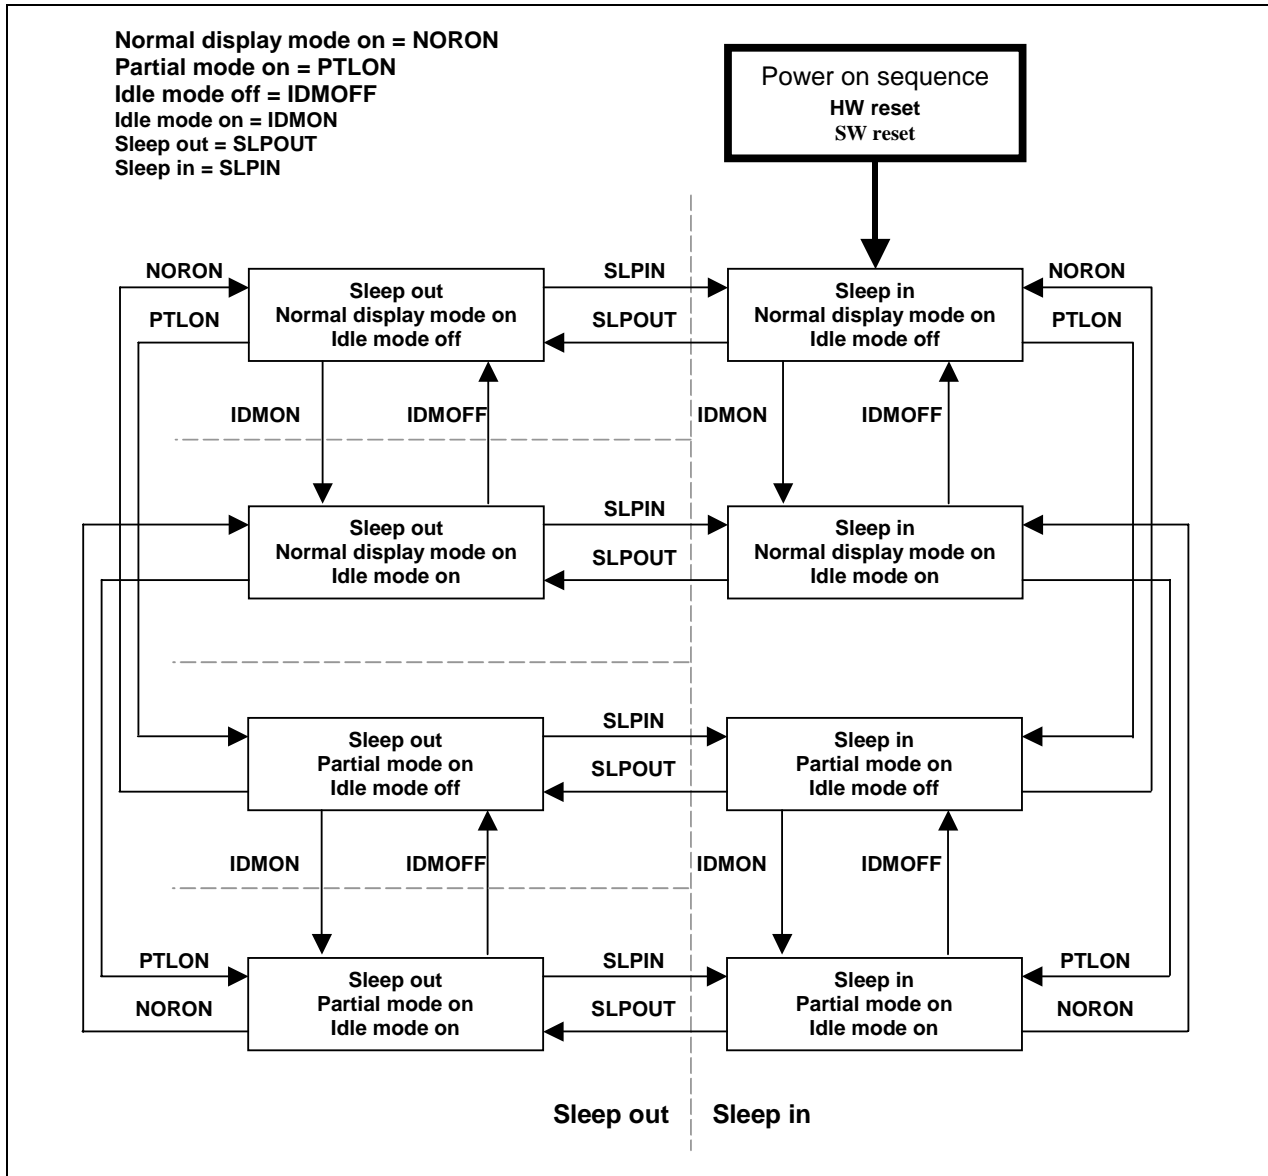 Normal display mode on = NORON
Partial mode on = PTLON
Idle mode off = IDMOFF
Idle mode on = IDMON
Sleep out = SLPOUT
Sleep in = SLPIN
Power on sequence
HW reset
SW reset
NORON
PTLON
Sleep out
Normal display mode on
Idle mode off
SLPIN
SLPOUT
Sleep in
Normal display mode on
Idle mode off
NORON
PTLON
IDMON
IDMOFF
IDMON
IDMOFF
Sleep out
Normal display mode on
Idle mode on
SLPIN
SLPOUT
Sleep in
Normal display mode on
Idle mode on
Sleep out
Partial mode on
Idle mode off
SLPIN
SLPOUT
Sleep in
Partial mode on
Idle mode off
IDMON
IDMOFF
IDMON
IDMOFF
PTLON
NORON
Sleep out
Partial mode on
Idle mode on
SLPIN
SLPOUT
Sleep in
Partial mode on
Idle mode on
PTLON
NORON
Sleep out
Sleep in